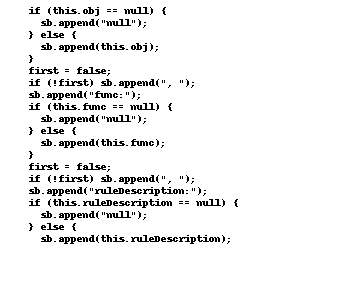 if (this.obj == null) {
sb.append("null");
} else {
sb.append(this.obj);
}
first = false;
if (!first) sb.append(", ");
sb.append("func:");
if (this.func == null) {
sb.append("null");
} else {
sb.append(this.func);
}
first = false;
if (!first) sb.append(", ");
sb.append("ruleDescription:");
if (this.ruleDescription == null) {
sb.append("null");
} else {
sb.append(this.ruleDescription);